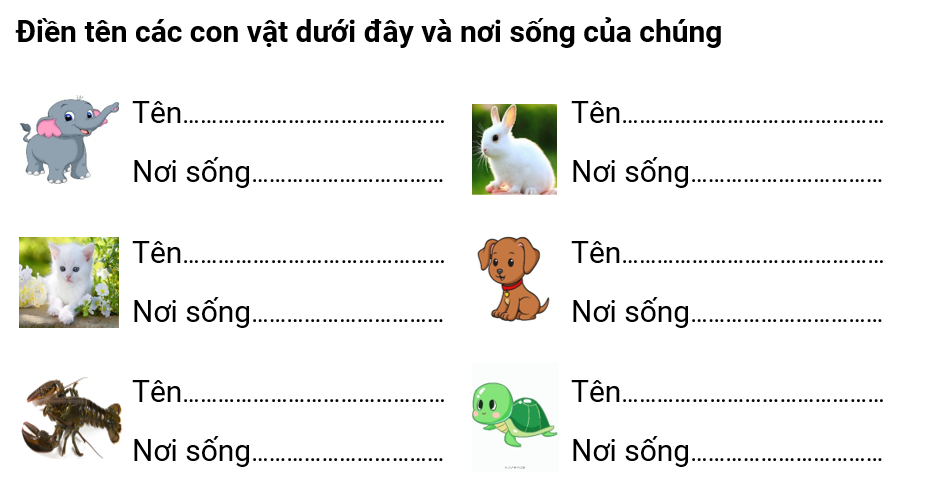 Điền tên các con vật dưới đây và nơi sống của chúng
Tên............................................. Tên.............................................
Nơi sống................................. Nơi sống.................................
Tên............................................. Tên.............................................
Nơi sống................................. Nơi sống.................................
Tên............................................. Tên.............................................
Nơi sống................................. Nơi sống.................................